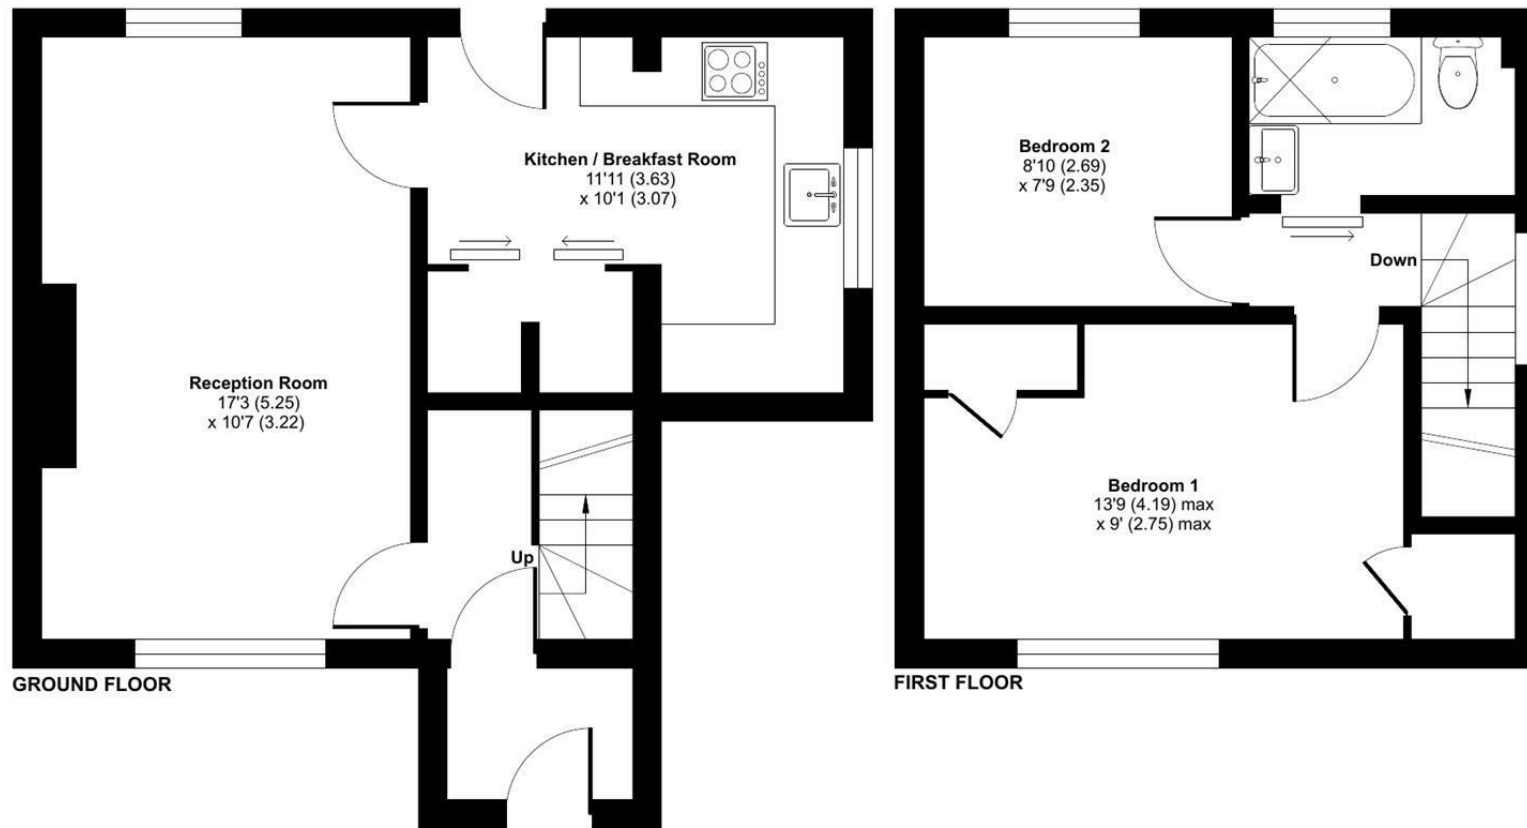 Kitchen / Breakfast Room
11'11 (3.63)
x 10'1 (3.07)
Reception Room
17'3 (5.25)
x 10'7 (3.22)
Up
GROUND FLOOR
Bedroom 2
8'10 (2.69)
x 7'9 (2.35)
Down
Bedroom 1
13'9 (4.19) max
x 9' (2.75) max
FIRST FLOOR